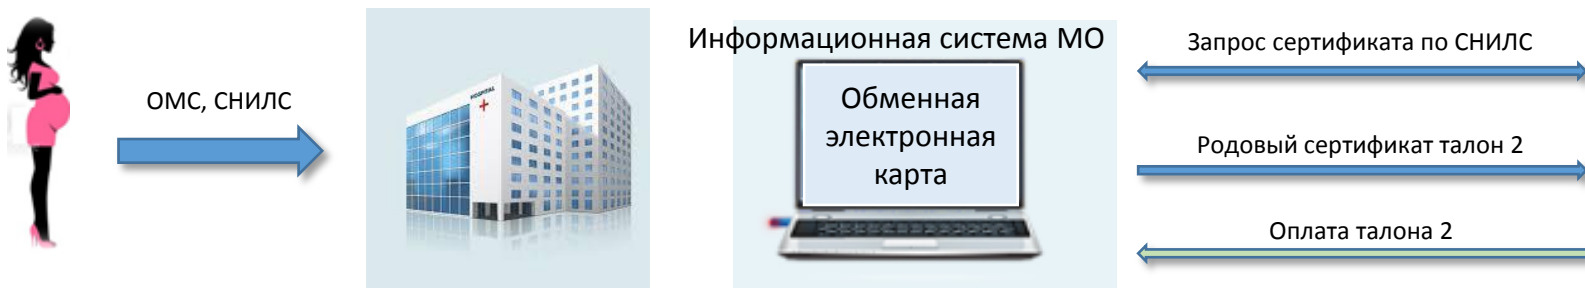 ОМС, СНИЛС
HOSPITAL
Информационная система МО
Обменная
электронная
карта
Запрос сертификата по СНИЛС
Родовый сертификат талон 2
Оплата талона 2